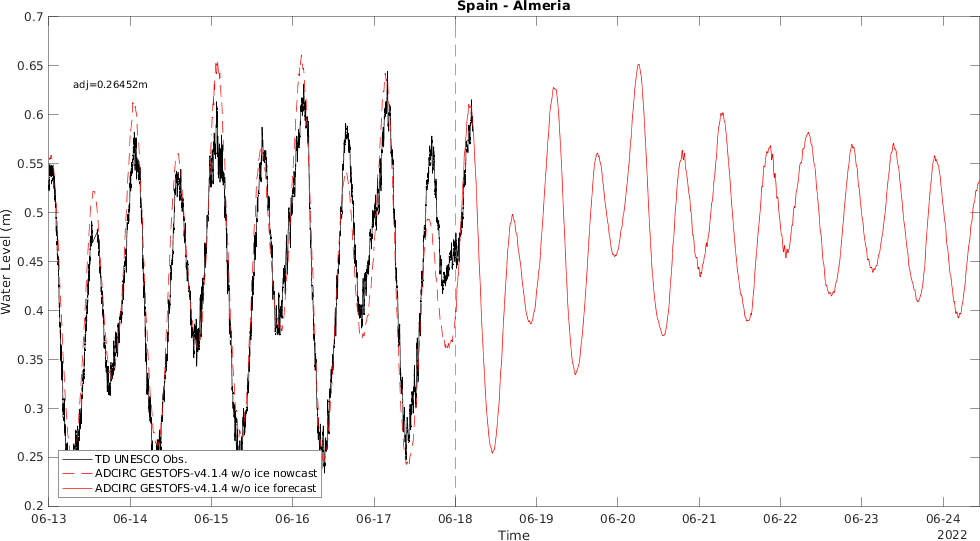 Spain - Almeria
0.7
0.65
adj=0.26452m
0.6
0.55
0.5
Water Level (m)
0.45
0.4
0.35
0.3
0.25
0.2
TD UNESCO Obs.
ADCIRC GESTOFS-v4.1.4 w/o ice nowcast
ADCIRC GESTOFS-v4.1.4 w/o ice forecast
06-13 06-14 06-15 06-16 06-17 06-18 06-19 06-20 06-21 06-22 06-23 06-24
Time
2022